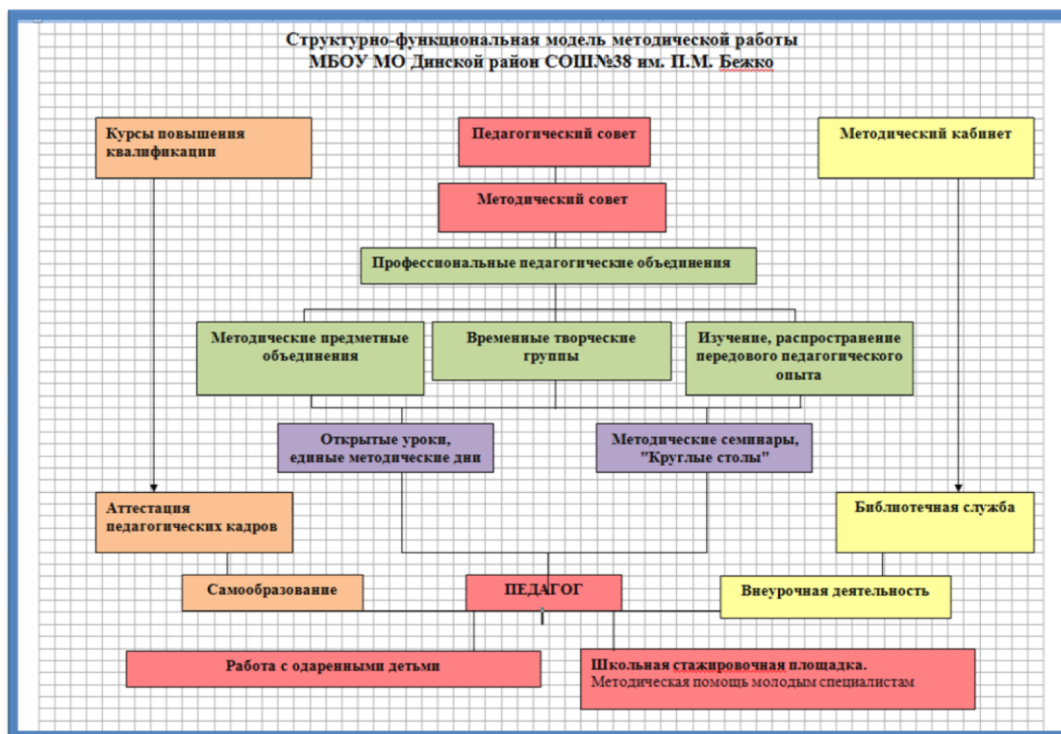 Структурно-функциональная модель методической работы
МБОУ МО Динской район СОШ№38 им. П.М. Бежко
Курсы повышения
квалификации
Педагогический совет
Методический кабинет
Методический совет
Профессиональные педагогические объединения
Методические предметные
объединения
Временные творческие
группы
Изучение, распространение
передового педагогического
опыта
Открытые уроки,
единые методические дни
Методические семинары,
"Круглые столы"
Аттестация
педагогических кадров
Библиотечная служба
Самообразование
ПЕДАГОГ
Внеурочная деятельность
Работа с одаренными детьми
Школьная стажировочная площадка.
Методическая помощь молодым специалистам